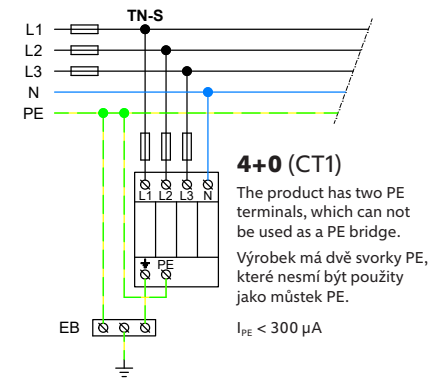 TN-S
L1
L2
L3
N
PE
L1 L2 L3 N
PE
EB
4+0 (CT1)
The product has two PE
terminals, which can not
be used as a PE bridge.
Výrobek má dvě svorky PE,
které nesmí být použity
jako můstek PE.
I_PE < 300 µA